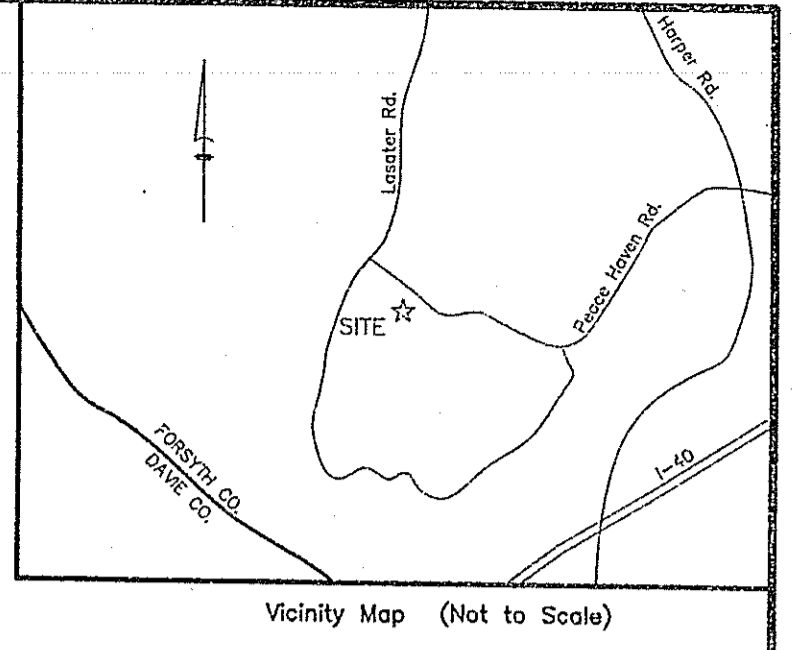 Harper Rd.
Lasater Rd.
Peace Haven Rd.
SITE
FORSYTH CO.
DAVIE CO.
I-40
Vicinity Map (Not to Scale)